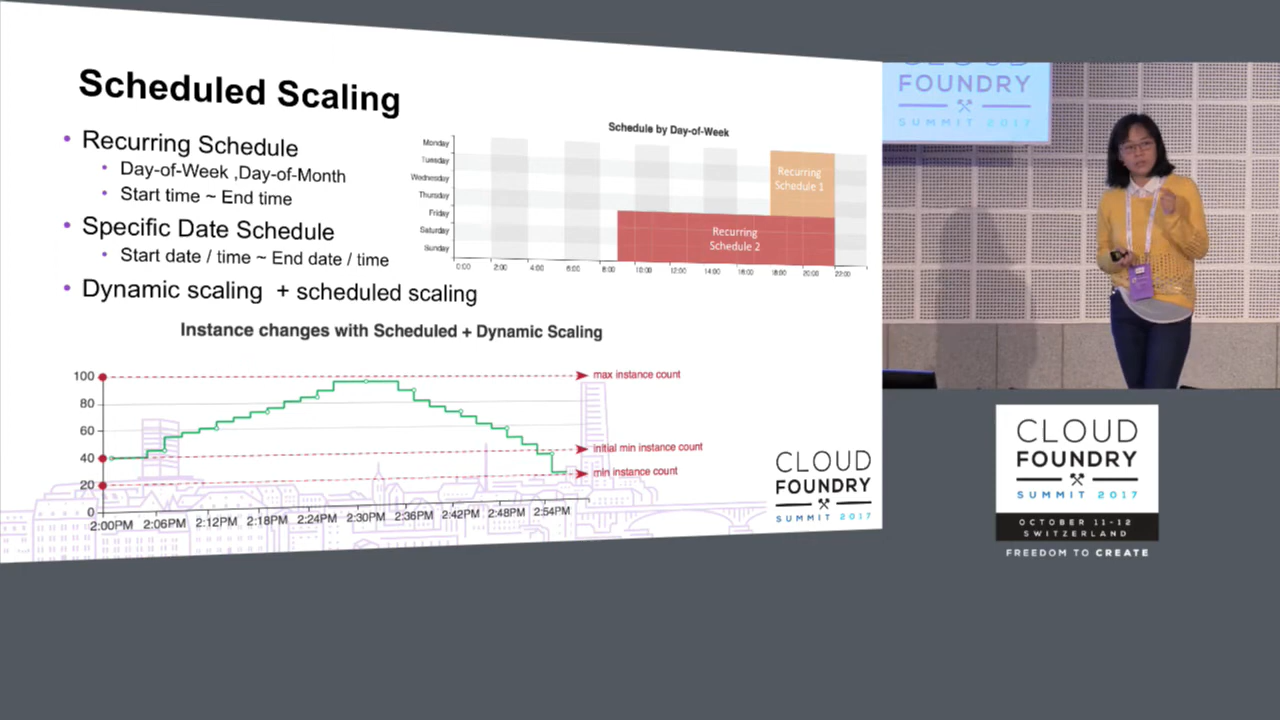 Scheduled Scaling
Recurring Schedule
Day-of-Week ,Day-of-Month
Start time ~ End time
Specific Date Schedule
Start date / time ~ End date / time
Dynamic scaling + scheduled scaling
Schedule by Day-of-Week
Monday
Tuesday
Wednesday
Thursday
Friday
Saturday
Sunday
Recurring
Schedule 1
Recurring
Schedule 2
0:00 2:00 4:00 6:00 8:00 10:00 12:00 14:00 16:00 18:00 20:00 22:00
Instance changes with Scheduled + Dynamic Scaling
100
80
60
40
20
0
max instance count
initial min instance count
min instance count
2:00PM 2:06PM 2:12PM 2:18PM 2:24PM 2:30PM 2:36PM 2:42PM 2:48PM 2:54PM
CLOUD
FOUNDRY
SUMMIT 2017
CLOUD
FOUNDRY
SUMMIT 2017
CLOUD
FOUNDRY
SUMMIT 2017
OCTOBER 11-12
SWITZERLAND
FREEDOM TO CREATE